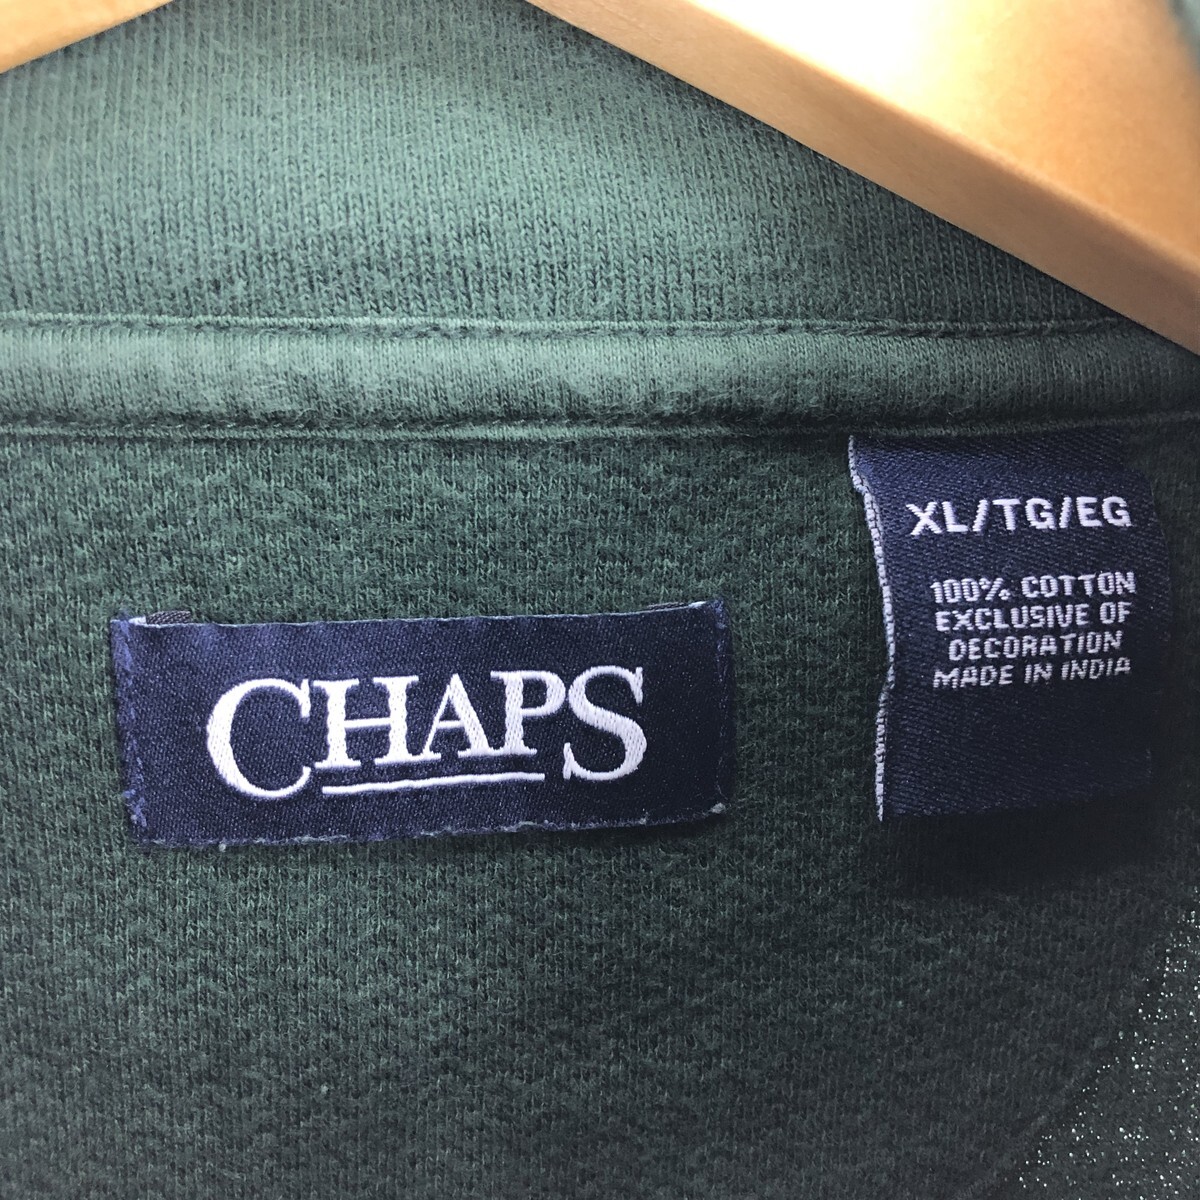 CHAPS
XL/TG/EG
100% COTTON
EXCLUSIVE OF
DECORATION
MADE IN INDIA